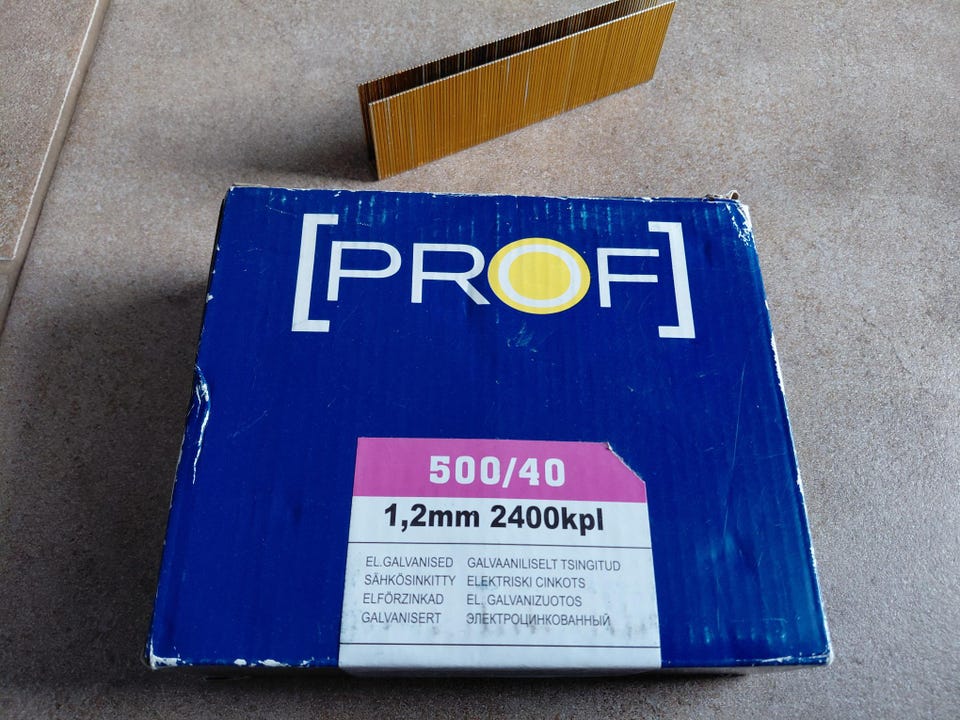 [PROF]
500/40
1,2mm 2400kpl
EL.GALVANISED GALVAANILISELT TSINGITUD
SÄHKÖSINKITTY ELEKTRISKI CINKOTS
ELFÖRZINKAD EL. GALVANIZUOTOS
GALVANISERT ЭЛЕКТРОЦИНКОВАННЫЙ